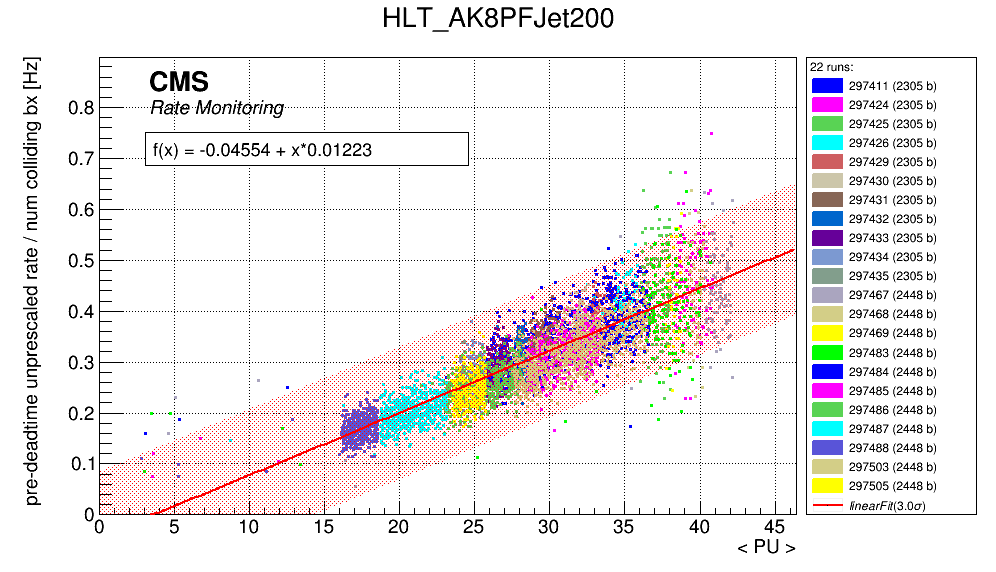 HLT_AK8PFJet200
pre-deadtime unprescaled rate / num colliding bx [Hz]
CMS
Rate Monitoring
f(x) = -0.04554 + x*0.01223
0.8
0.7
0.6
0.5
0.4
0.3
0.2
0.1
0
0 5 10 15 20 25 30 35 40 45
< PU >
22 runs:
297411 (2305 b)
297424 (2305 b)
297425 (2305 b)
297426 (2305 b)
297429 (2305 b)
297430 (2305 b)
297431 (2305 b)
297432 (2305 b)
297433 (2305 b)
297434 (2305 b)
297435 (2305 b)
297467 (2448 b)
297468 (2448 b)
297469 (2448 b)
297483 (2448 b)
297484 (2448 b)
297485 (2448 b)
297486 (2448 b)
297487 (2448 b)
297488 (2448 b)
297503 (2448 b)
297505 (2448 b)
linearFit(3.0σ)